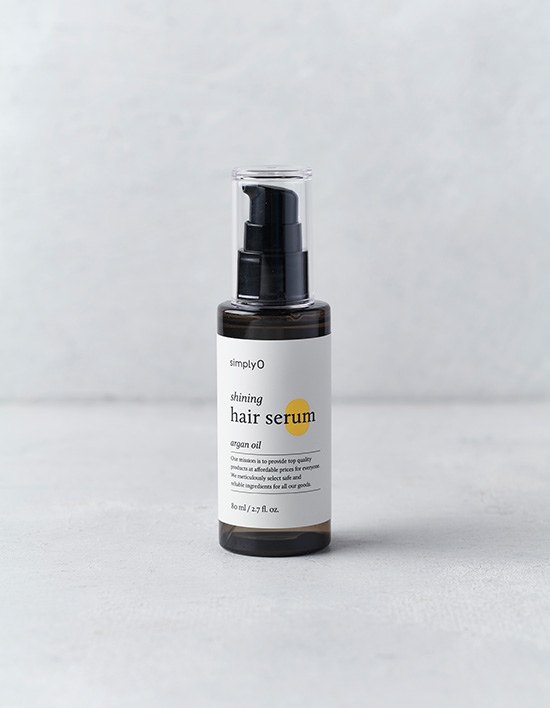 simplyO
shining
hair serum
argan oil
Our mission is to provide top quality
products at affordable prices for everyone.
We meticulously select safe and
reliable ingredients for all our goods.
80 ml / 2.7 fl. oz.